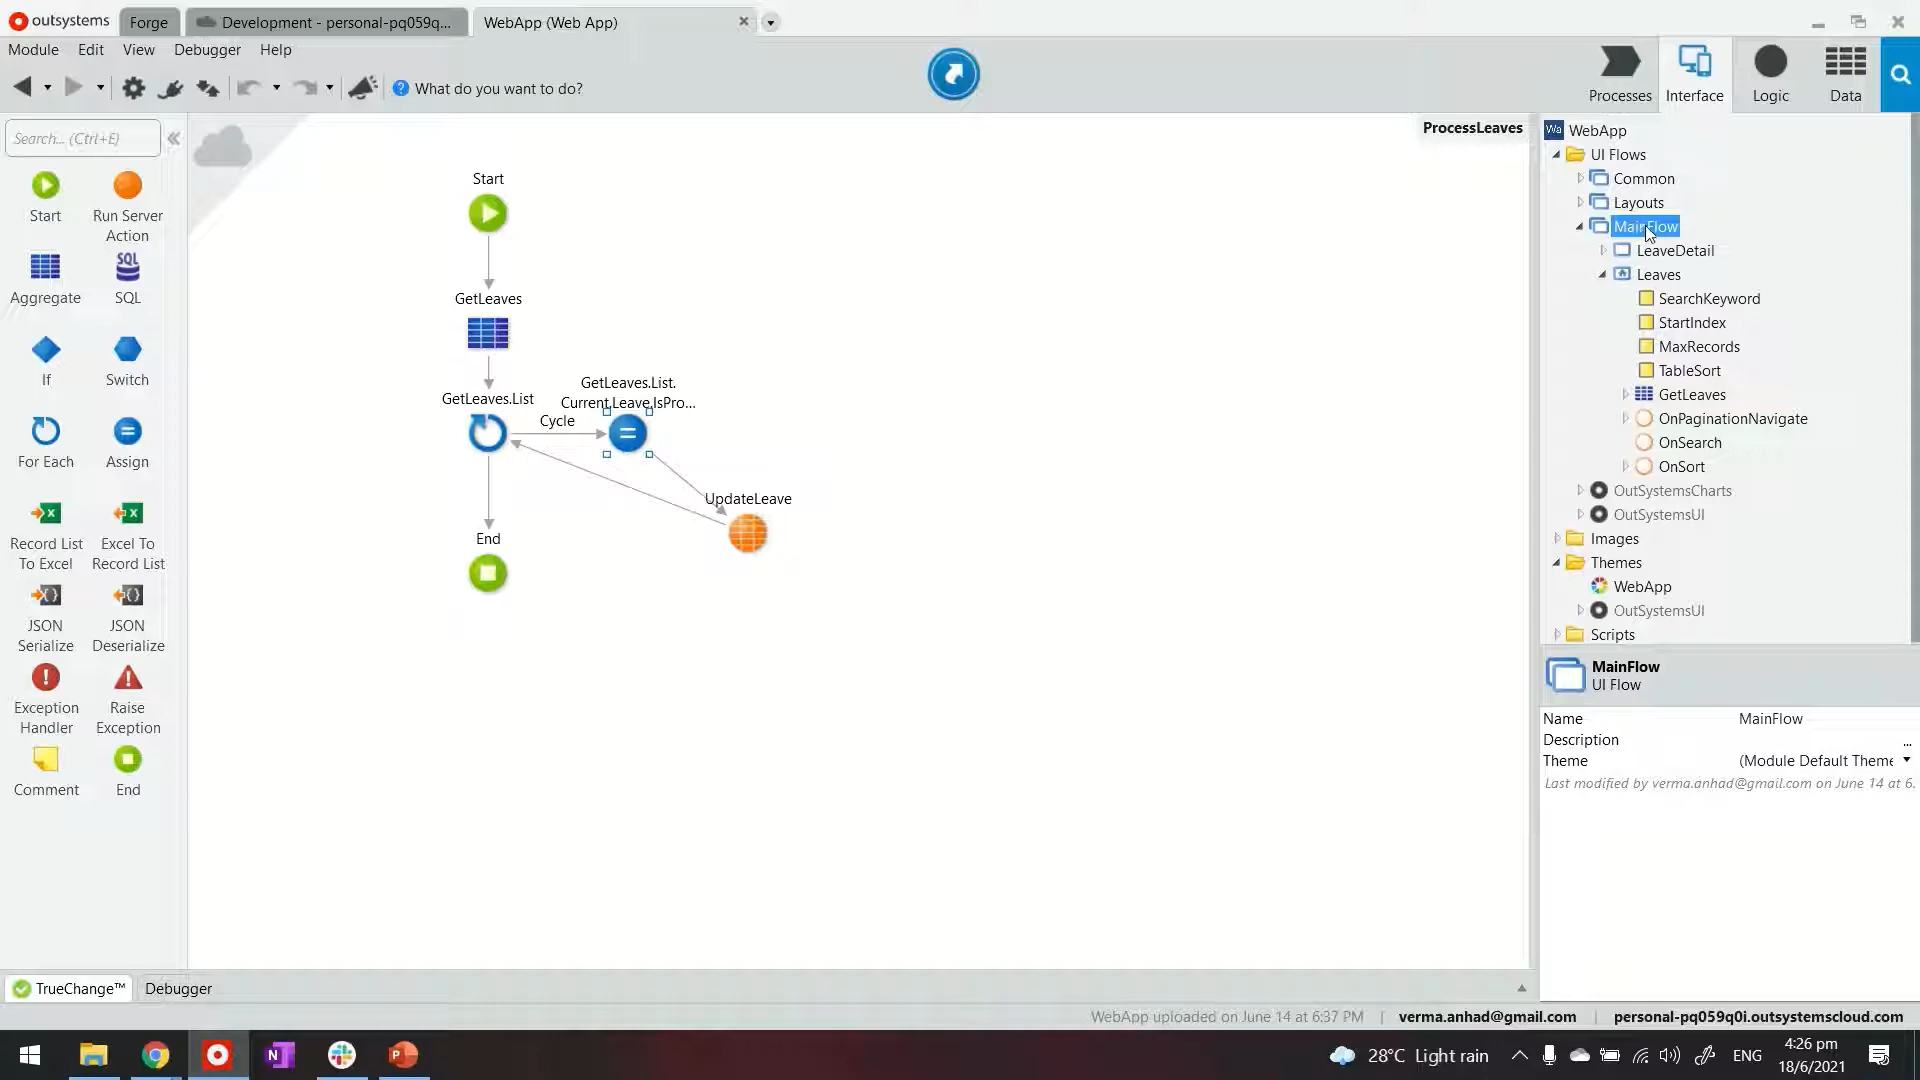 outsystems
Forge
Development - personal-pq059q...
WebApp (Web App)
Module
Edit
View
Debugger
Help
What do you want to do?
Processes
Interface
Logic
Data
Search... (Ctrl+E)
Start
Run Server
Action
Aggregate
SQL
SQL
If
Switch
For Each
Assign
Record List
To Excel
Excel To
Record List
JSON
Serialize
JSON
Deserialize
Exception
Handler
Raise
Exception
Comment
End
ProcessLeaves
Start
GetLeaves
GetLeaves.List
Cycle
GetLeaves.List.
Current.Leave.IsPro...
UpdateLeave
End
Wa WebApp
UI Flows
Common
Layouts
MainFlow
LeaveDetail
Leaves
SearchKeyword
StartIndex
MaxRecords
TableSort
GetLeaves
OnPaginationNavigate
OnSearch
OnSort
OutSystemsCharts
OutSystemsUI
Images
Themes
WebApp
OutSystemsUI
Scripts
MainFlow
UI Flow
Name MainFlow
Description ...
Theme (Module Default Theme
Last modified by verma.anhad@gmail.com on June 14 at 6.
TrueChange™
Debugger
WebApp uploaded on June 14 at 6:37 PM | verma.anhad@gmail.com | personal-pq059q0i.outsystemscloud.com
28°C Light rain
ENG
4:26 pm
18/6/2021